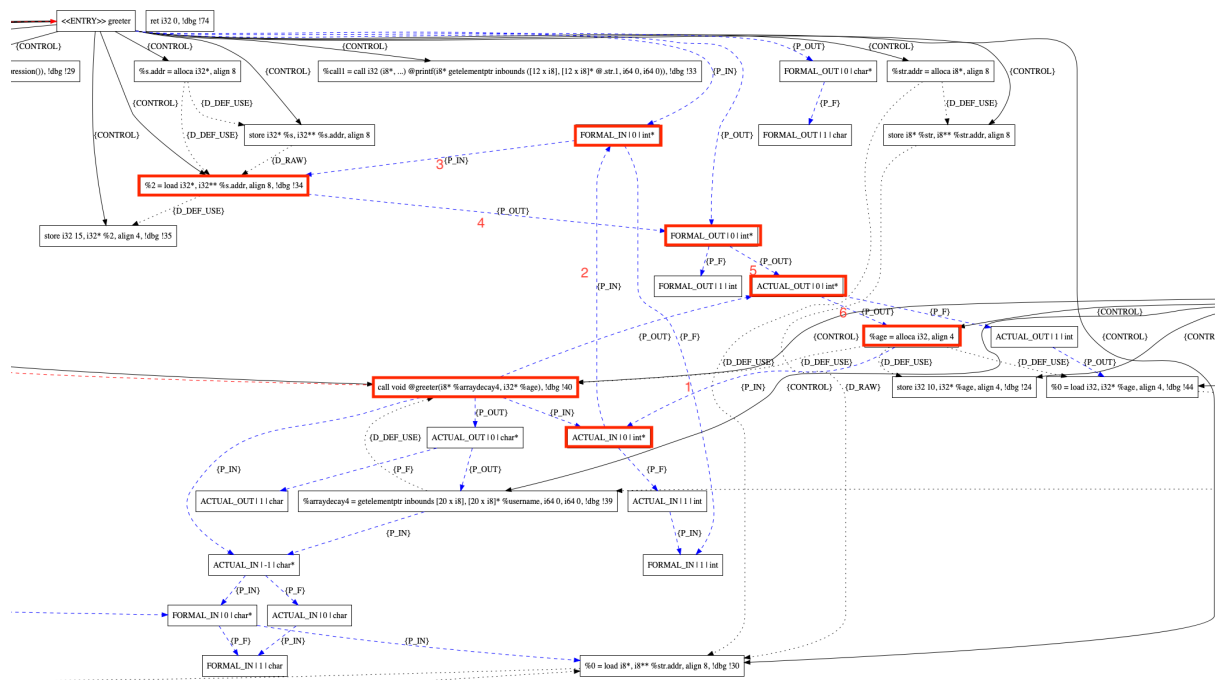 <<ENTRY>> greeter
ret i32 0, !dbg !74
{CONTROL}
{CONTROL}
{P_OUT}
{CONTROL}
pression()), !dbg !29
%s.addr = alloca i32*, align 8
%call1 = call i32 (i8*, ...) @printf(i8* getelementptr inbounds ([12 x i8], [12 x i8]* @.str.1, i64 0, i64 0)), !dbg !33
{P_IN}
FORMAL_OUT | 0 | char*
%str.addr = alloca i8*, align 8
{CONTROL}
{CONTROL}
{CONTROL}
{D_DEF_USE}
{P_F}
{D_DEF_USE}
{CONTROL}
{D_DEF_USE}
store i32* %s, i32** %s.addr, align 8
FORMAL_IN | 0 | int*
{P_OUT}
FORMAL_OUT | 1 | char
store i8* %str, i8** %str.addr, align 8
{D_RAW}
3
{P_IN}
%2 = load i32*, i32** %s.addr, align 8, !dbg !34
{D_DEF_USE}
{P_OUT}
4
store i32 15, i32* %2, align 4, !dbg !35
FORMAL_OUT | 0 | int*
{P_F}
{P_OUT}
2
5
{P_IN}
FORMAL_OUT | 1 | int
ACTUAL_OUT | 0 | int*
{P_OUT}
6
{P_F}
{P_OUT}
{P_F}
{CONTROL}
%age = alloca i32, align 4
ACTUAL_OUT | 1 | int
{CONTR
{D_DEF_USE}
{D_DEF_USE}
{D_DEF_USE}
{P_OUT}
call void @greeter(i8* %arraydecay4, i32* %age), !dbg !40
1
{P_IN}
{CONTROL}
{D_RAW}
store i32 10, i32* %age, align 4, !dbg !24
%0 = load i32, i32* %age, align 4, !dbg !44
{P_OUT}
{P_IN}
{D_DEF_USE}
ACTUAL_OUT | 0 | char*
ACTUAL_IN | 0 | int*
{P_IN}
{P_F}
{P_OUT}
{P_F}
ACTUAL_OUT | 1 | char
%arraydecay4 = getelementptr inbounds [20 x i8], [20 x i8]* %username, i64 0, i64 0, !dbg !39
ACTUAL_IN | 1 | int
{P_IN}
{P_IN}
ACTUAL_IN | -1 | char*
FORMAL_IN | 1 | int
{P_IN}
{P_F}
FORMAL_IN | 0 | char*
ACTUAL_IN | 0 | char
{P_F}
{P_IN}
{P_IN}
FORMAL_IN | 1 | char
%0 = load i8*, i8** %str.addr, align 8, !dbg !30